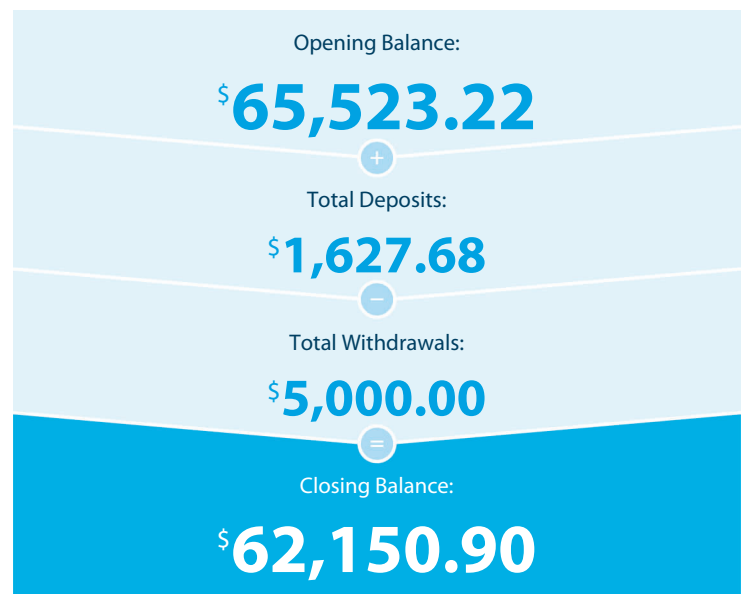 Opening Balance:
$65,523.22
+
Total Deposits:
$1,627.68
−
Total Withdrawals:
$5,000.00
=
Closing Balance:
$62,150.90